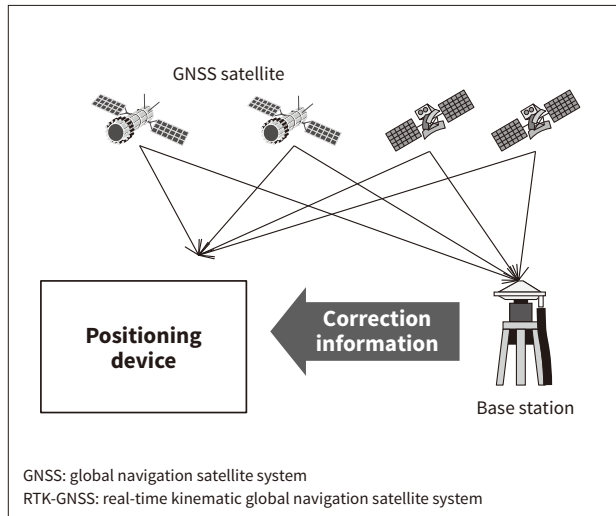 GNSS satellite
Positioning
device
Correction
information
Base station
GNSS: global navigation satellite system
RTK-GNSS: real-time kinematic global navigation satellite system